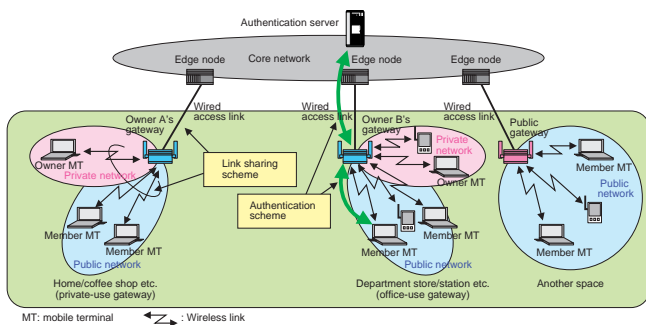 Authentication server
Edge node
Core network
Edge node
Edge node
Wired
access link
Wired
access link
Wired
access link
Owner A's
gateway
Owner B's
gateway
Public
gateway
Owner MT
Private network
Link sharing
scheme
Private
network
Owner MT
Member MT
Public
network
Authentication
scheme
Member MT
Member MT
Public network
Member MT
Member MT
Public network
Member MT
Home/coffee shop etc.
(private-use gateway)
Department store/station etc.
(office-use gateway)
Another space
MT: mobile terminal
: Wireless link